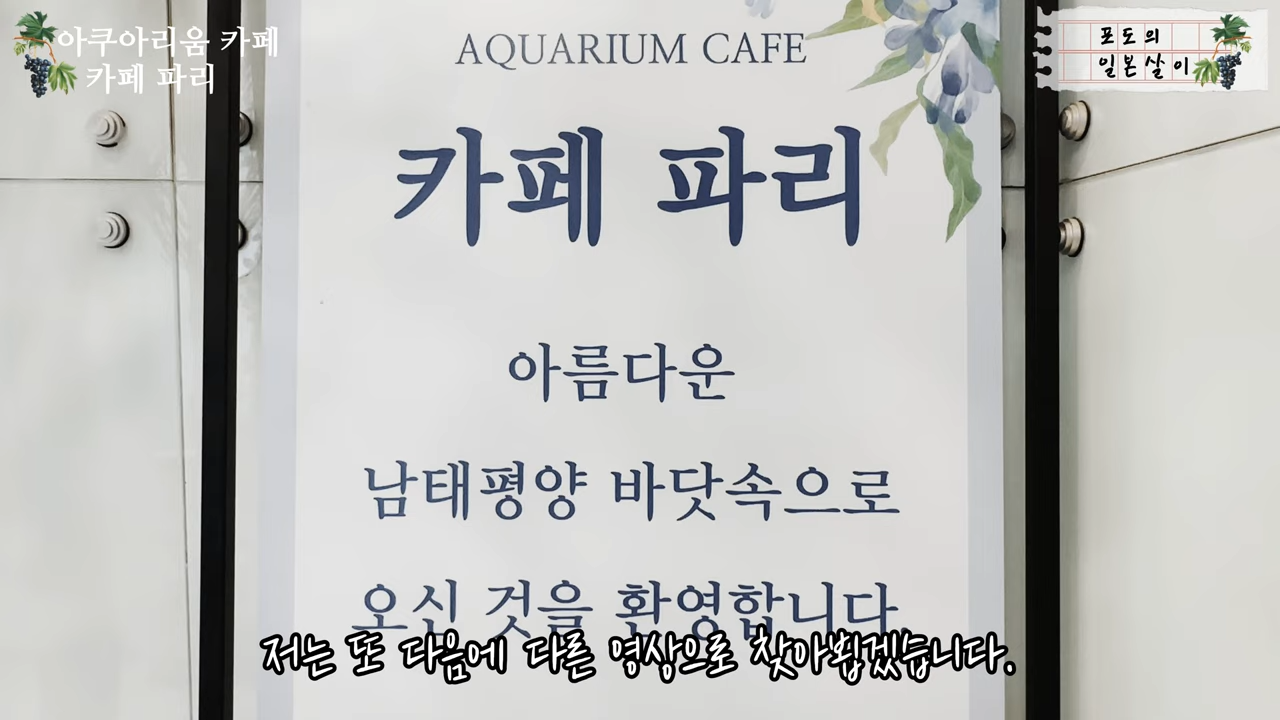 아쿠아리움 카페
카페 파리
포도의
일본살이
AQUARIUM CAFE
카페 파리
아름다운
남태평양 바닷속으로
오신 것을 환영합니다.
저는 또 다음에 다른 영상으로 찾아뵙겠습니다.